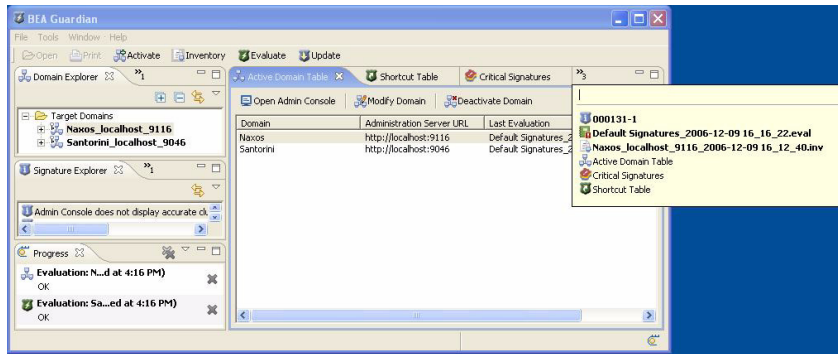 BEA Guardian
File Tools Window Help
Open Print Activate Inventory Evaluate Update
Domain Explorer »1
Target Domains
Naxos_localhost_9116
Santorini_localhost_9046
Signature Explorer »1
Admin Console does not display accurate clu
Progress
Evaluation: N...d at 4:16 PM)
OK
Evaluation: Sa...ed at 4:16 PM)
OK
Active Domain Table Shortcut Table Critical Signatures »3
Open Admin Console Modify Domain Deactivate Domain
Domain Administration Server URL Last Evaluation
Naxos http://localhost:9116 Default Signatures_2
Santorini http://localhost:9046 Default Signatures_2
000131-1
Default Signatures_2006-12-09 16_16_22.eval
Naxos_localhost_9116_2006-12-09 16_12_40.inv
Active Domain Table
Critical Signatures
Shortcut Table